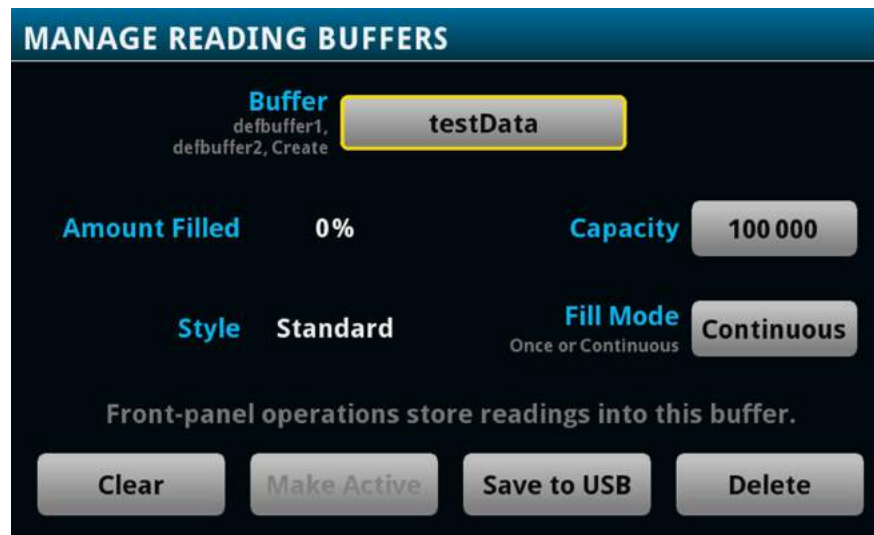 MANAGE READING BUFFERS
Buffer
defbuffer1,
defbuffer2, Create
testData
Amount Filled 0% Capacity 100 000
Style Standard Fill Mode
Once or Continuous
Continuous
Front-panel operations store readings into this buffer.
Clear Make Active Save to USB Delete